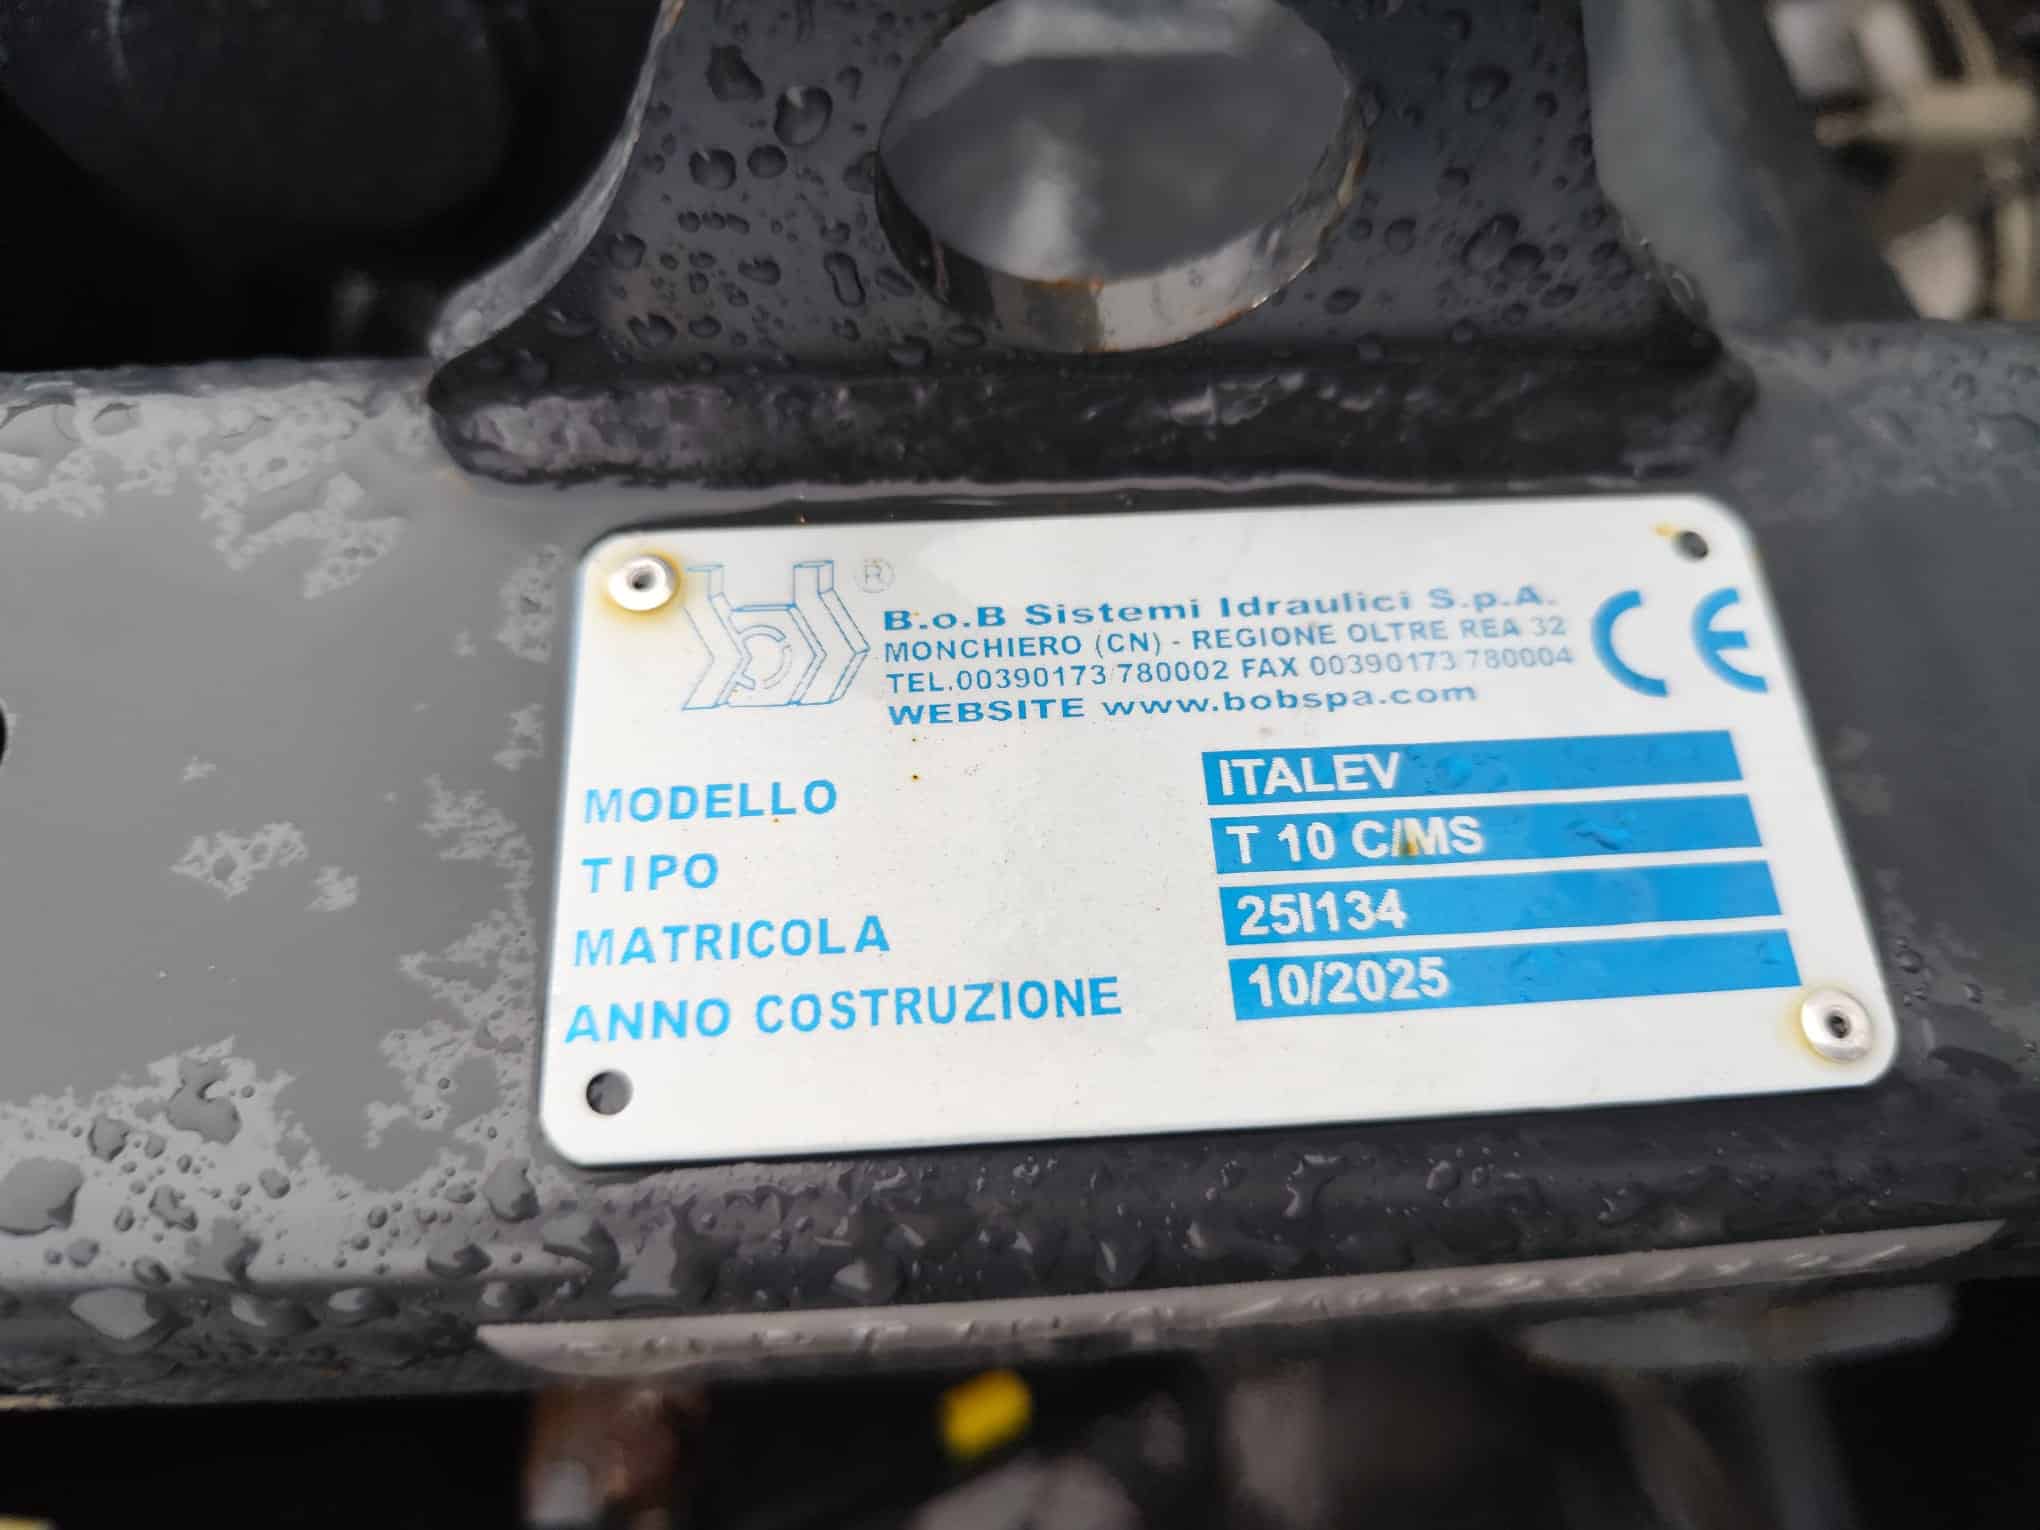 ®
B.o.B Sistemi Idraulici S.p.A.
MONCHIERO (CN) - REGIONE OLTRE REA 32
TEL.00390173/780002 FAX 00390173/780004
WEBSITE www.bobspa.com
CE
MODELLO ITALEV
TIPO T 10 C/MS
MATRICOLA 25I134
ANNO COSTRUZIONE 10/2025